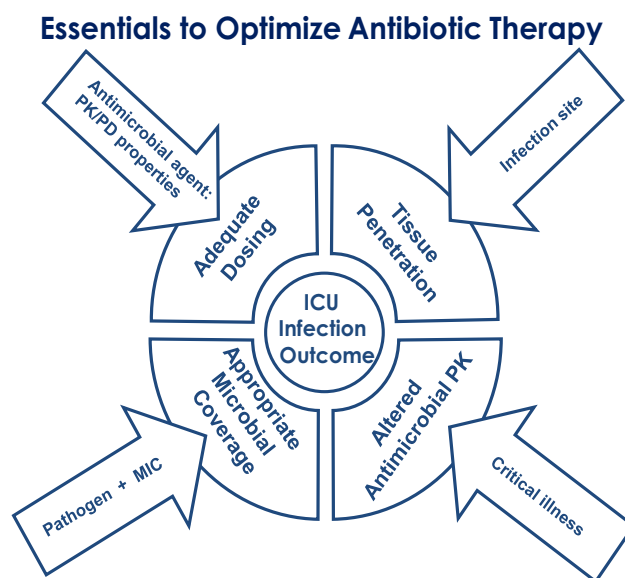 Essentials to Optimize Antibiotic Therapy
Antimicrobial agent:
PK/PD properties
Infection site
Adequate
Dosing
Tissue
Penetration
ICU
Infection
Outcome
Appropriate
Microbial
Coverage
Altered
Antimicrobial PK
Pathogen + MIC
Critical illness